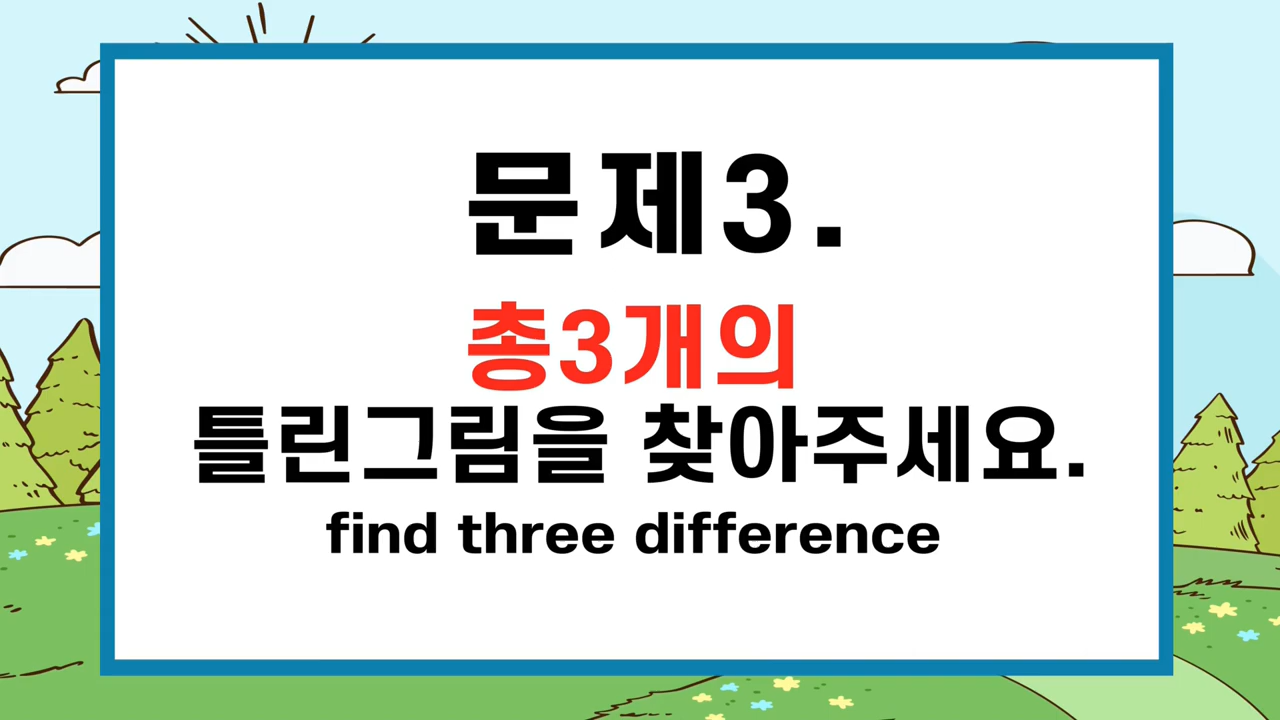 문제3.
총3개의
틀린그림을 찾아주세요.
find three difference